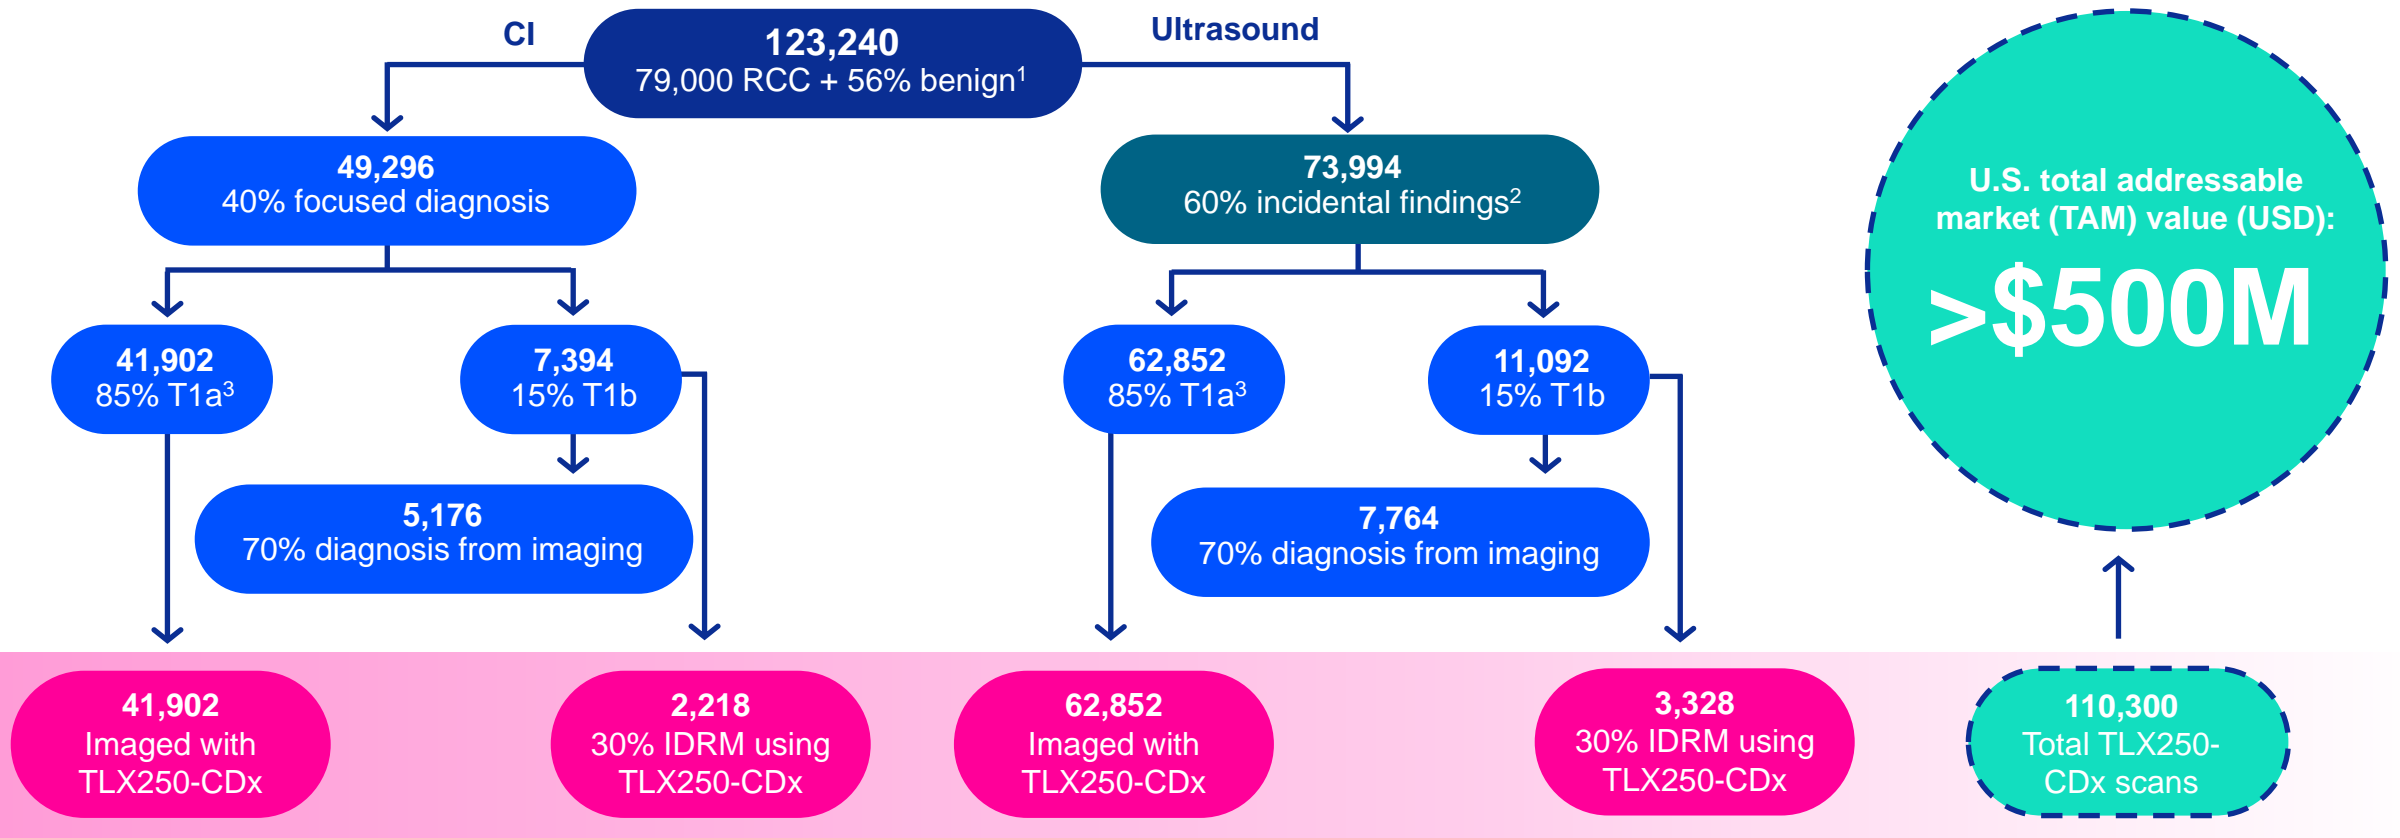 CI
Ultrasound
123,240
79,000 RCC + 56% benign¹
49,296
40% focused diagnosis
73,994
60% incidental findings²
41,902
85% T1a³
7,394
15% T1b
62,852
85% T1a³
11,092
15% T1b
5,176
70% diagnosis from imaging
7,764
70% diagnosis from imaging
41,902
Imaged with
TLX250-CDx
2,218
30% IDRM using
TLX250-CDx
62,852
Imaged with
TLX250-CDx
3,328
30% IDRM using
TLX250-CDx
110,300
Total TLX250-
CDx scans
U.S. total addressable
market (TAM) value (USD):
>$500M